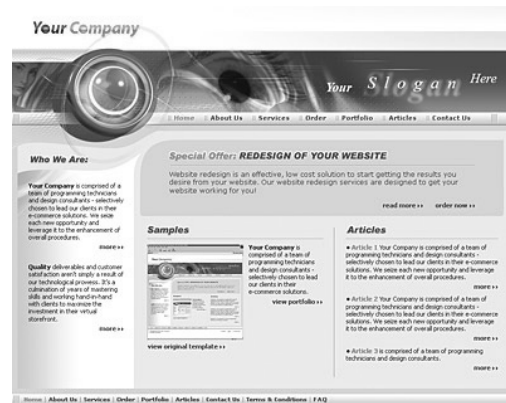 Your Company
Your Slogan Here
Home About Us Services Order Portfolio Articles Contact Us
Who We Are:
Your Company is comprised of a
team of programming technicians
and design consultants -
selectively chosen to lead
our clients in their
e-commerce solutions. We seize
each new opportunity and
leverage it to the enhancement of
overall procedures.
more ››
Quality deliverables and customer
satisfaction aren't simply a result of
our technological prowess. It's a
culmination of years of mastering
skills and working hand-in-hand
with clients to maximize the
investment in their virtual
storefront.
more ››
Special Offer: REDESIGN OF YOUR WEBSITE
Website redesign is an effective, low cost solution to start getting the results you
desire from your website. Our website redesign services are designed to get your
website working for you!
read more ›› order now ››
Samples
Your Company is
comprised of a team of
programming technicians
and design consultants -
selectively chosen to lead
our clients in their
e-commerce solutions.
view portfolio ››
view original template ››
Articles
• Article 1 Your Company is comprised of a team of
programming technicians and design consultants -
selectively chosen to lead our clients in their e-commerce
solutions. We seize each new opportunity and leverage
it to the enhancement of overall procedures.
more ››
• Article 2 Your Company is comprised of a team of
programming technicians and design consultants -
selectively chosen to lead our clients in their e-commerce
solutions. We seize each new opportunity and leverage
it to the enhancement of overall procedures.
more ››
• Article 3 is comprised of a team of programming
technicians and design consultants.
more ››
Home | About Us | Services | Order | Portfolio | Articles | Contact Us | Terms & Conditions | FAQ